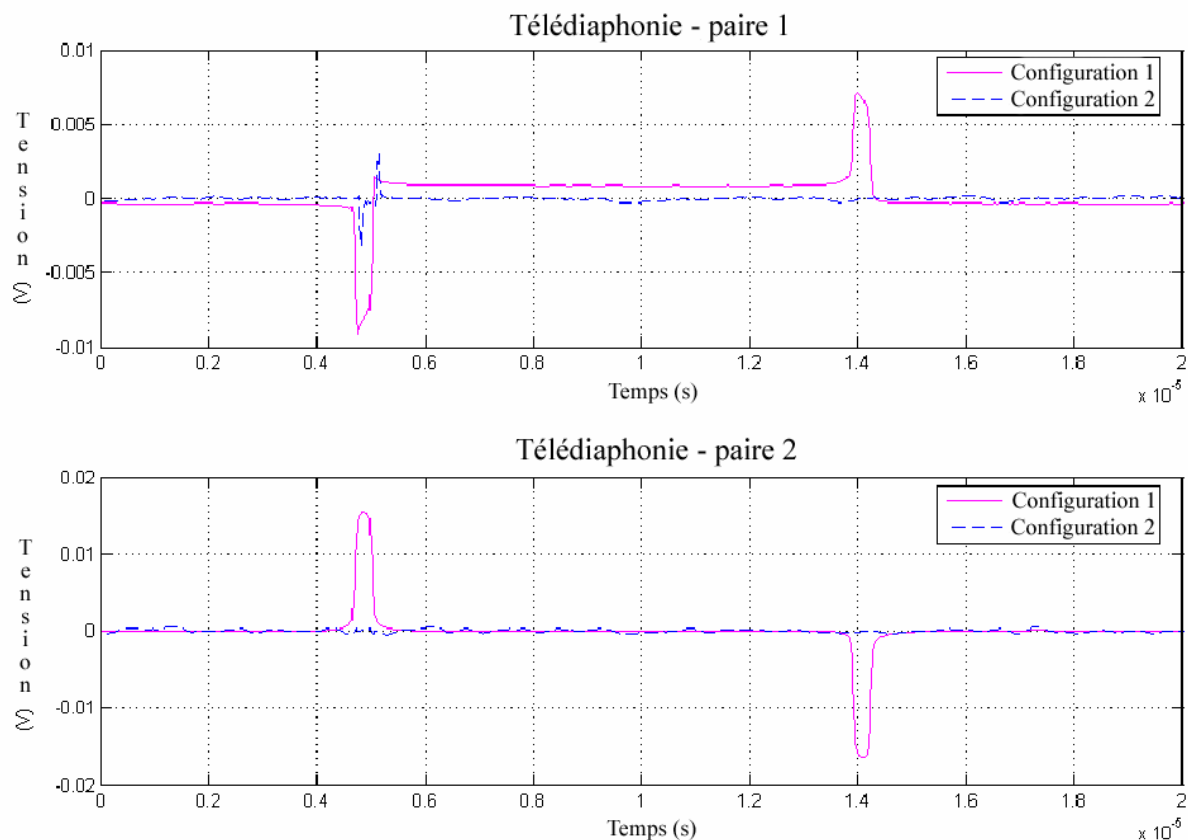 Télédiaphonie - paire 1
Tension (V)
0.01
0.005
0
-0.005
-0.01
Configuration 1
Configuration 2
0 0.2 0.4 0.6 0.8 1 1.2 1.4 1.6 1.8 2
Temps (s)
x 10^-5
Télédiaphonie - paire 2
Tension (V)
0.02
0.01
0
-0.01
-0.02
Configuration 1
Configuration 2
0 0.2 0.4 0.6 0.8 1 1.2 1.4 1.6 1.8 2
Temps (s)
x 10^-5